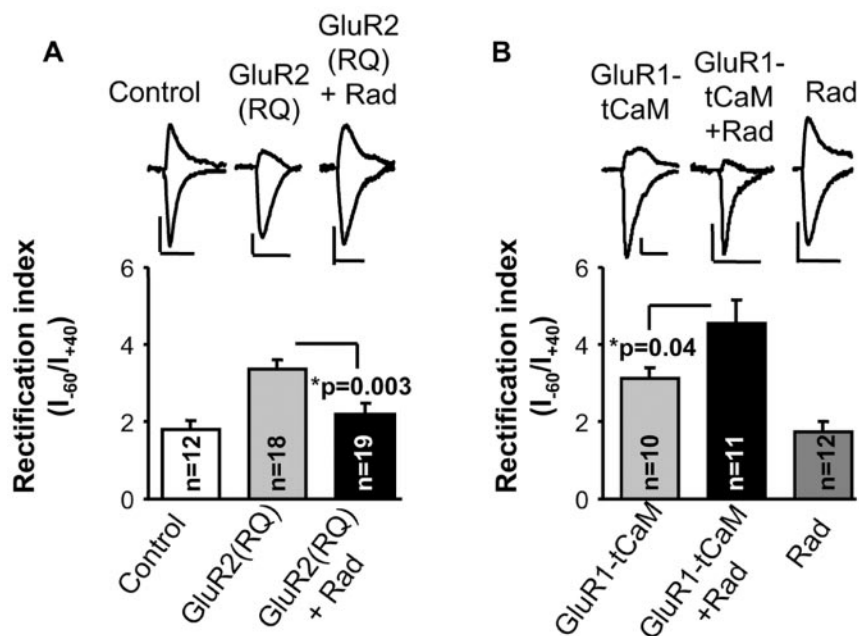 A
Control
GluR2
(RQ)
GluR2
(RQ)
+ Rad
Rectification index
(I-60/I+40)
6
4
2
0
*p=0.003
n=12
n=18
n=19
Control
GluR2(RQ)
GluR2(RQ)
+ Rad
B
GluR1-
tCaM
GluR1-
tCaM
+Rad
Rad
Rectification index
(I-60/I+40)
6
4
2
0
*p=0.04
n=10
n=11
n=12
GluR1-tCaM
GluR1-tCaM
+Rad
Rad